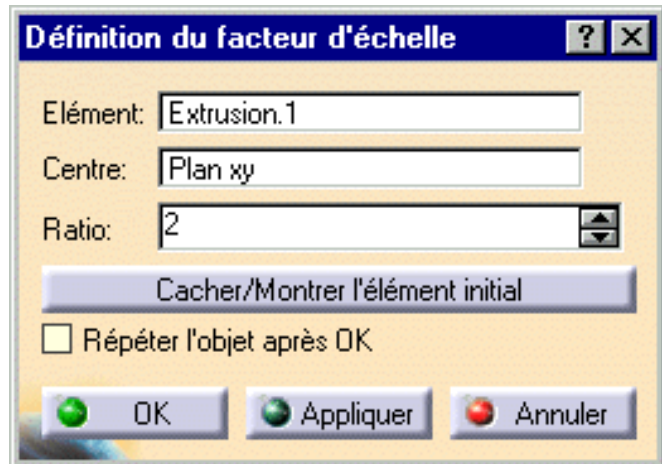 Définition du facteur d'échelle ? X
Elément: Extrusion.1
Centre: Plan xy
Ratio: 2
Cacher/Montrer l'élément initial
Répéter l'objet après OK
OK Appliquer Annuler